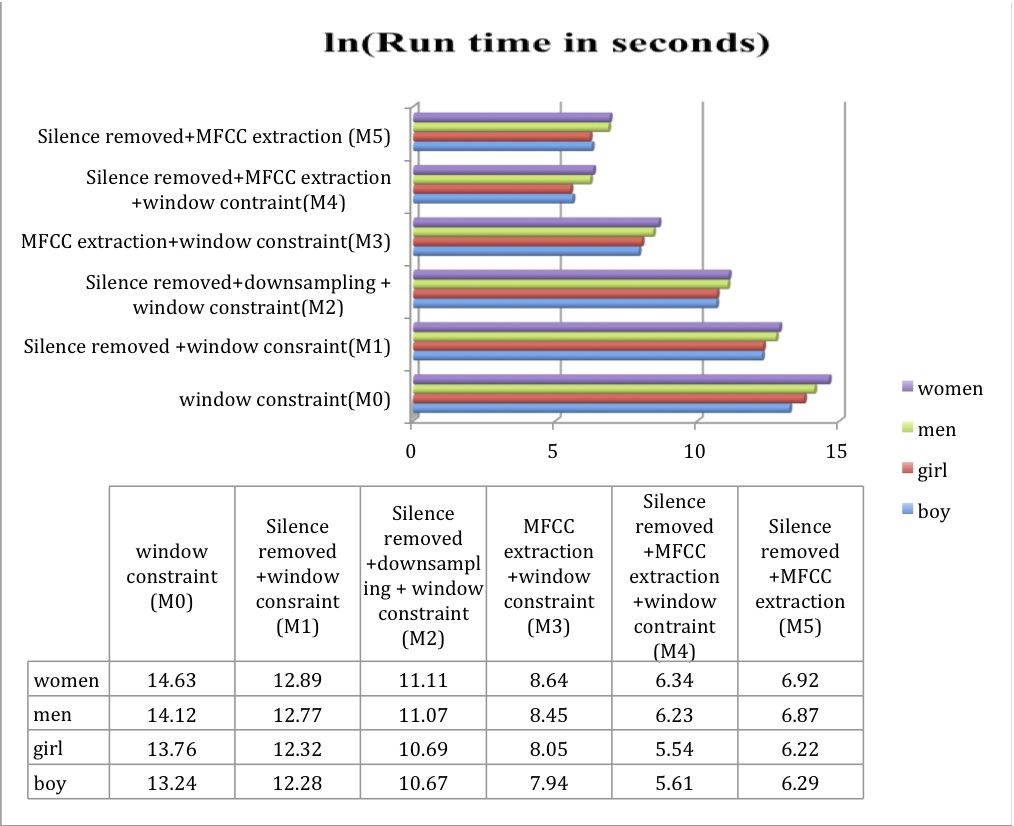 ln(Run time in seconds)
Silence removed+MFCC extraction (M5)
Silence removed+MFCC extraction
+window contraint(M4)
MFCC extraction+window constraint(M3)
Silence removed+downsampling +
window constraint(M2)
Silence removed +window consraint(M1)
window constraint(M0)
0 5 10 15
women
men
girl
boy
window
constraint
(M0)
Silence
removed
+window
consraint
(M1)
Silence
removed
+downsampl
ing + window
constraint
(M2)
MFCC
extraction
+window
constraint
(M3)
Silence
removed
+MFCC
extraction
+window
contraint
(M4)
Silence
removed
+MFCC
extraction
(M5)
women 14.63 12.89 11.11 8.64 6.34 6.92
men 14.12 12.77 11.07 8.45 6.23 6.87
girl 13.76 12.32 10.69 8.05 5.54 6.22
boy 13.24 12.28 10.67 7.94 5.61 6.29